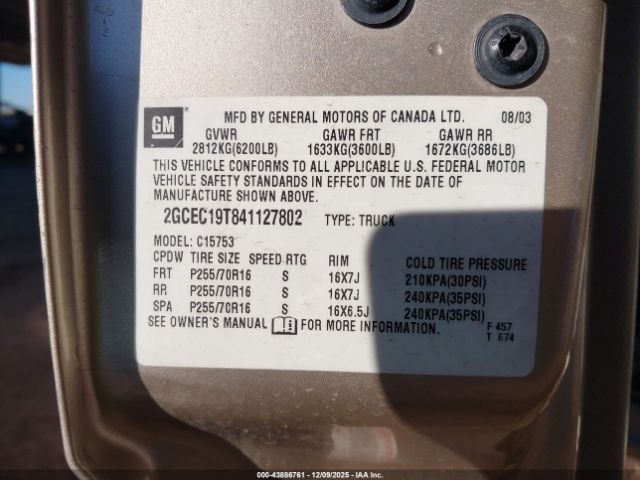 GM
MFD BY GENERAL MOTORS OF CANADA LTD. 08/03
GVWR GAWR FRT GAWR RR
2812KG(6200LB) 1633KG(3600LB) 1672KG(3686LB)
THIS VEHICLE CONFORMS TO ALL APPLICABLE U.S. FEDERAL MOTOR
VEHICLE SAFETY STANDARDS IN EFFECT ON THE DATE OF
MANUFACTURE SHOWN ABOVE.
2GCEC19T841127802 TYPE: TRUCK
MODEL: C15753
CPDW TIRE SIZE SPEED RTG RIM COLD TIRE PRESSURE
FRT P255/70R16 S 16X7J 210KPA(30PSI)
RR P255/70R16 S 16X7J 240KPA(35PSI)
SPA P255/70R16 S 16X6.5J 240KPA(35PSI)
SEE OWNER'S MANUAL FOR MORE INFORMATION.
F 457
T 674
000-43886761 - 12/09/2025 - IAA Inc.